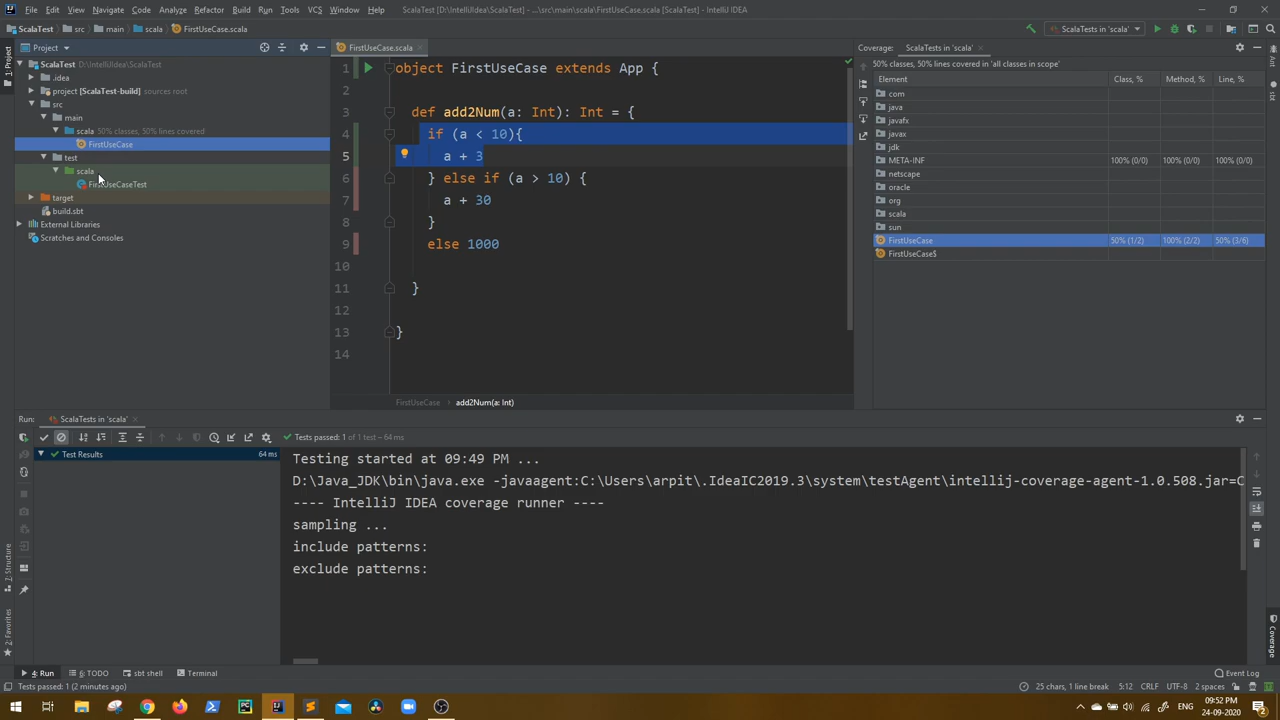 File Edit View Navigate Code Analyze Refactor Build Run Tools VCS Window Help ScalaTest [D:\IntelliJIdea\ScalaTest] - ...\src\main\scala\FirstUseCase.scala [ScalaTest] - IntelliJ IDEA
ScalaTest src main scala FirstUseCase.scala ScalaTests in 'scala'
Project FirstUseCase.scala Coverage: ScalaTests in 'scala'
1: Project
ScalaTest D:\IntelliJIdea\ScalaTest
.idea
project [ScalaTest-build] sources root
src
main
scala 50% classes, 50% lines covered
FirstUseCase
test
scala
FirstUseCaseTest
target
build.sbt
External Libraries
Scratches and Consoles
1 object FirstUseCase extends App {
2
3 def add2Num(a: Int): Int = {
4 if (a < 10){
5 a + 3
6 } else if (a > 10) {
7 a + 30
8 }
9 else 1000
10
11 }
12
13 }
14
FirstUseCase add2Num(a: Int)
50% classes, 50% lines covered in 'all classes in scope'
Element Class, % Method, % Line, %
com
java
javafx
javax
jdk
META-INF 100% (0/0) 100% (0/0) 100% (0/0)
netscape
oracle
org
scala
sun
FirstUseCase 50% (1/2) 100% (2/2) 50% (3/6)
FirstUseCase$
Ant
sbt
Coverage
Run: ScalaTests in 'scala'
Tests passed: 1 of 1 test – 64 ms
Test Results 64 ms
Testing started at 09:49 PM ...
D:\Java_JDK\bin\java.exe -javaagent:C:\Users\arpit\.IdeaIC2019.3\system\testAgent\intellij-coverage-agent-1.0.508.jar=C
---- IntelliJ IDEA coverage runner ----
sampling ...
include patterns:
exclude patterns:
7: Structure
2: Favorites
4: Run 6: TODO sbt shell Terminal Event Log
Tests passed: 1 (2 minutes ago) 25 chars, 1 line break 5:12 CRLF UTF-8 2 spaces
ENG 09:52 PM
24-09-2020
2